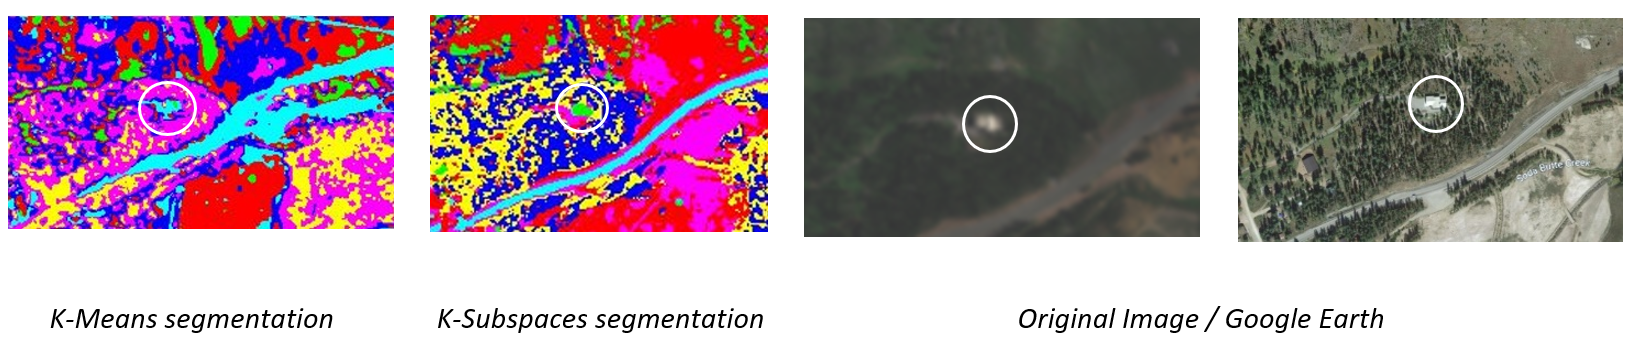 Soda Butte Creek
K-Means segmentation
K-Subspaces segmentation
Original Image / Google Earth